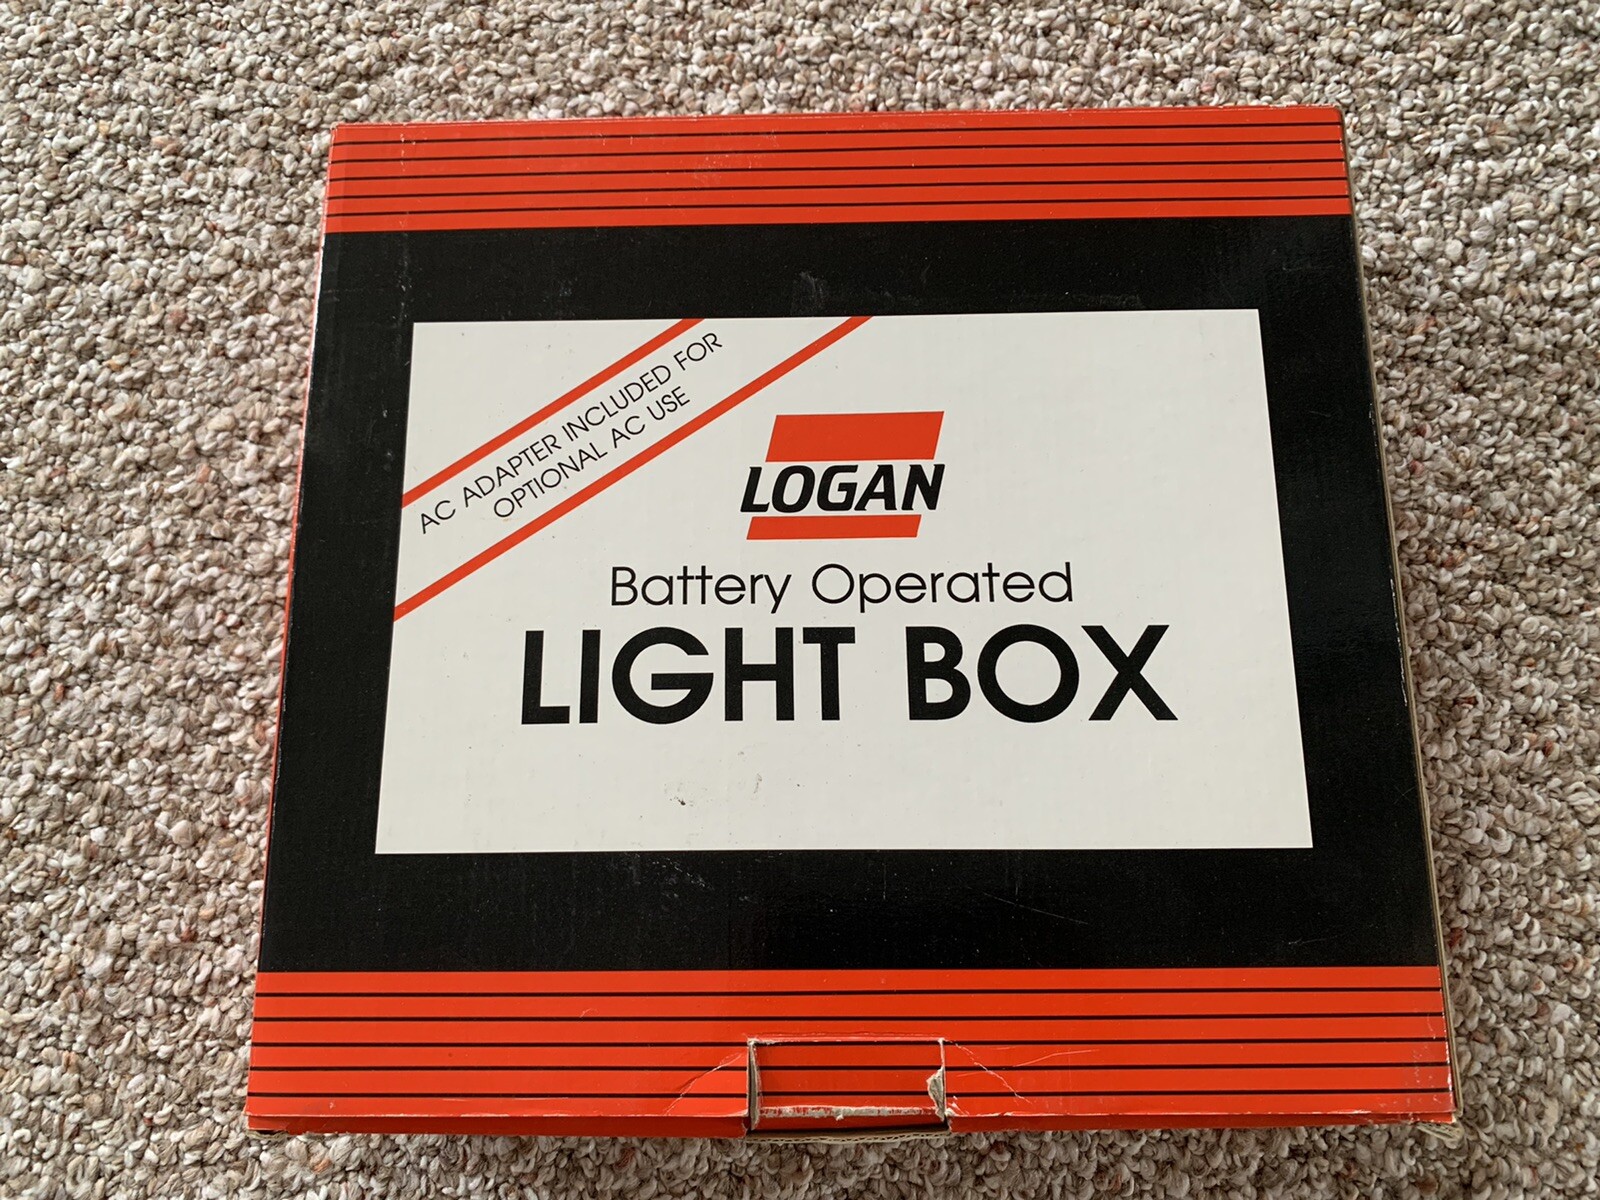 AC ADAPTER INCLUDED FOR
OPTIONAL AC USE
LOGAN
Battery Operated
LIGHT BOX